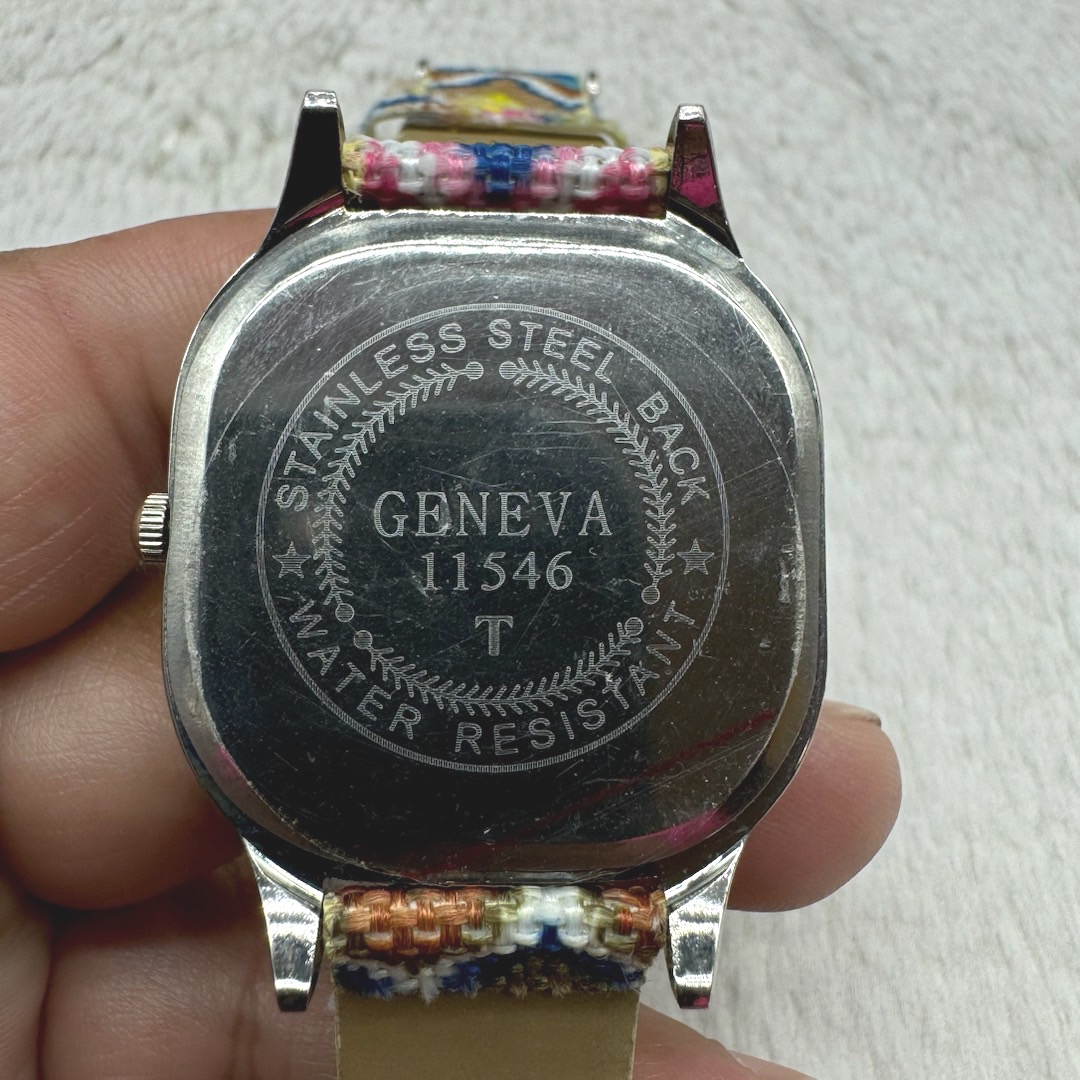 STAINLESS STEEL BACK
GENEVA
11546
T
WATER RESISTANT